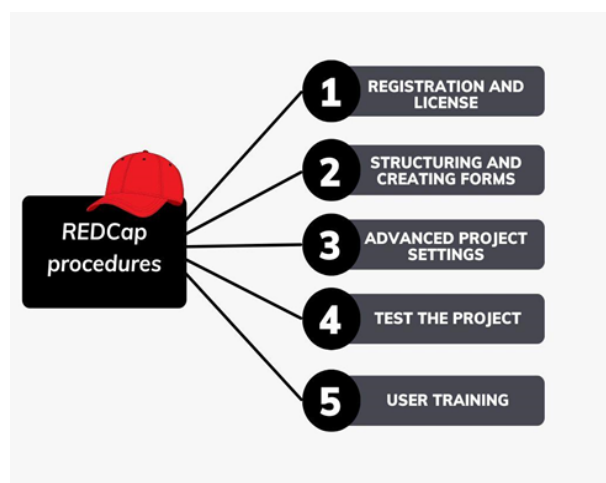 REDCap
procedures
1
REGISTRATION AND
LICENSE
2
STRUCTURING AND
CREATING FORMS
3
ADVANCED PROJECT
SETTINGS
4
TEST THE PROJECT
5
USER TRAINING